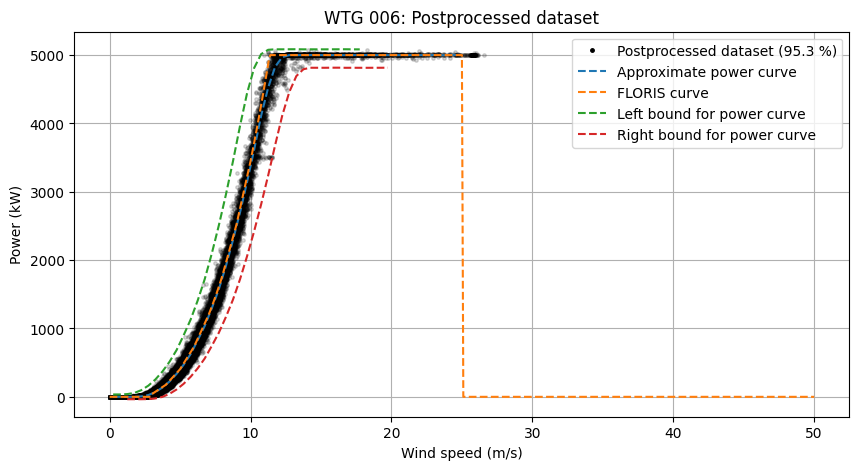 WTG 006: Postprocessed dataset
Postprocessed dataset (95.3 %)
Approximate power curve
FLORIS curve
Left bound for power curve
Right bound for power curve
Power (kW)
5000
4000
3000
2000
1000
0
0 10 20 30 40 50
Wind speed (m/s)